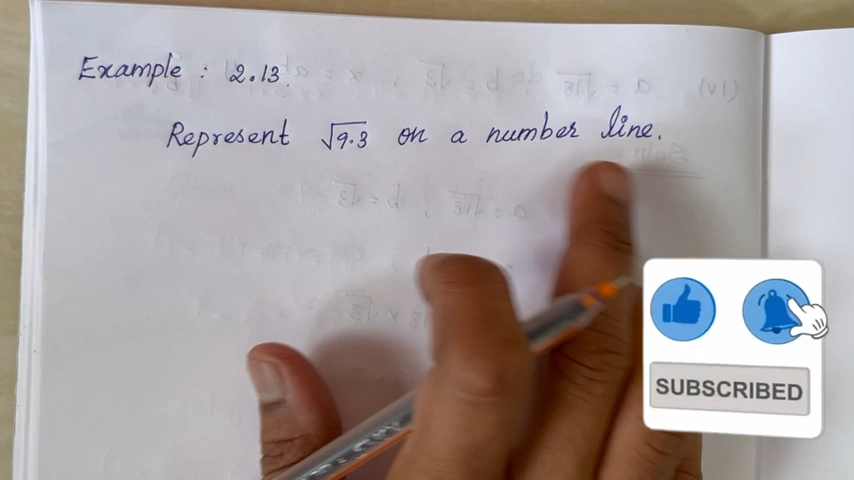 Example : 2.13.
Represent √9.3 on a number line.
SUBSCRIBED